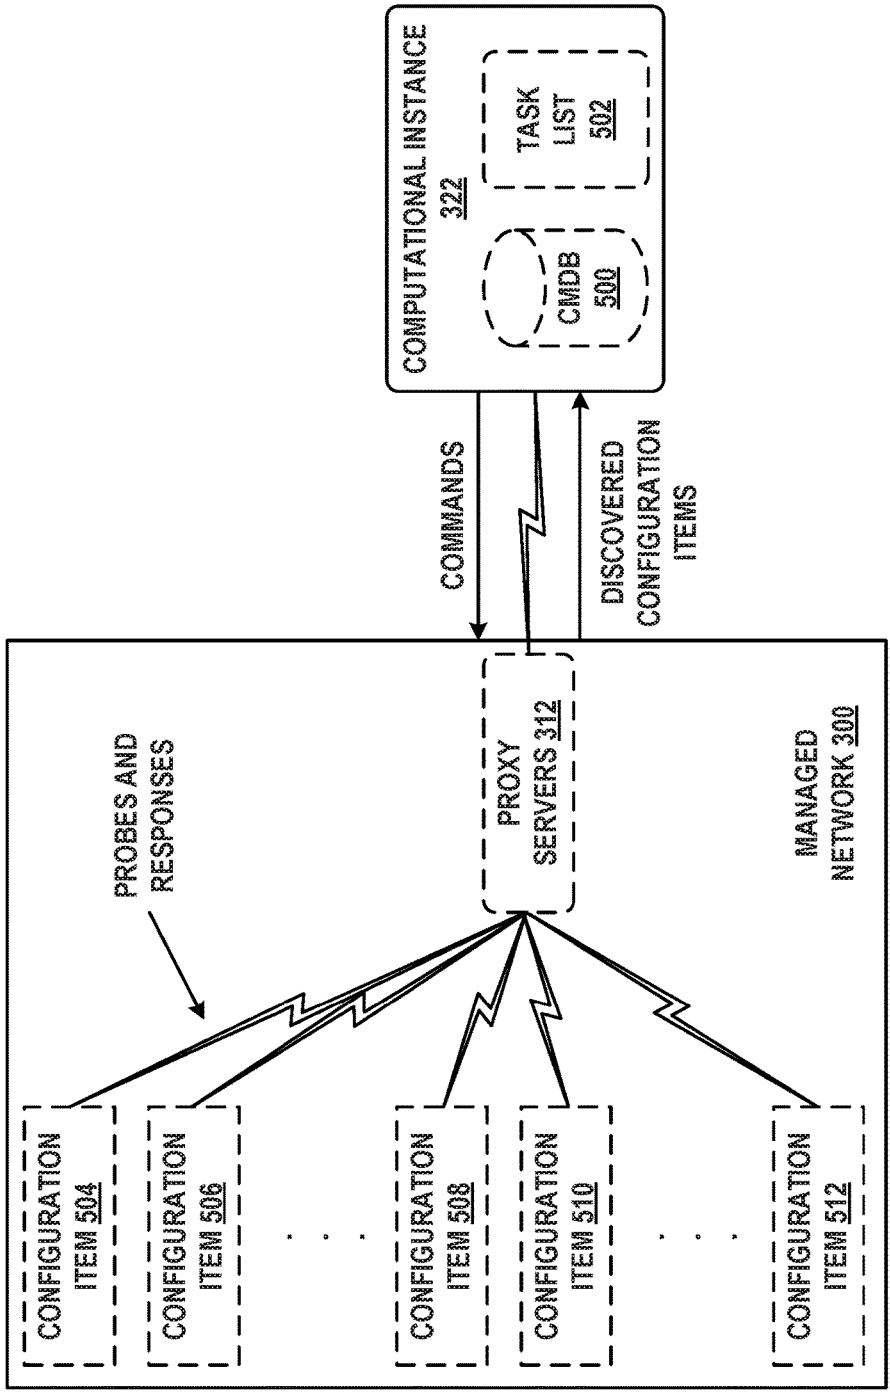 COMPUTATIONAL INSTANCE
322
CMDB
500
TASK
LIST
502
COMMANDS
DISCOVERED
CONFIGURATION
ITEMS
PROBES AND
RESPONSES
PROXY
SERVERS 312
MANAGED
NETWORK 300
CONFIGURATION
ITEM 504
CONFIGURATION
ITEM 506
CONFIGURATION
ITEM 508
CONFIGURATION
ITEM 510
CONFIGURATION
ITEM 512